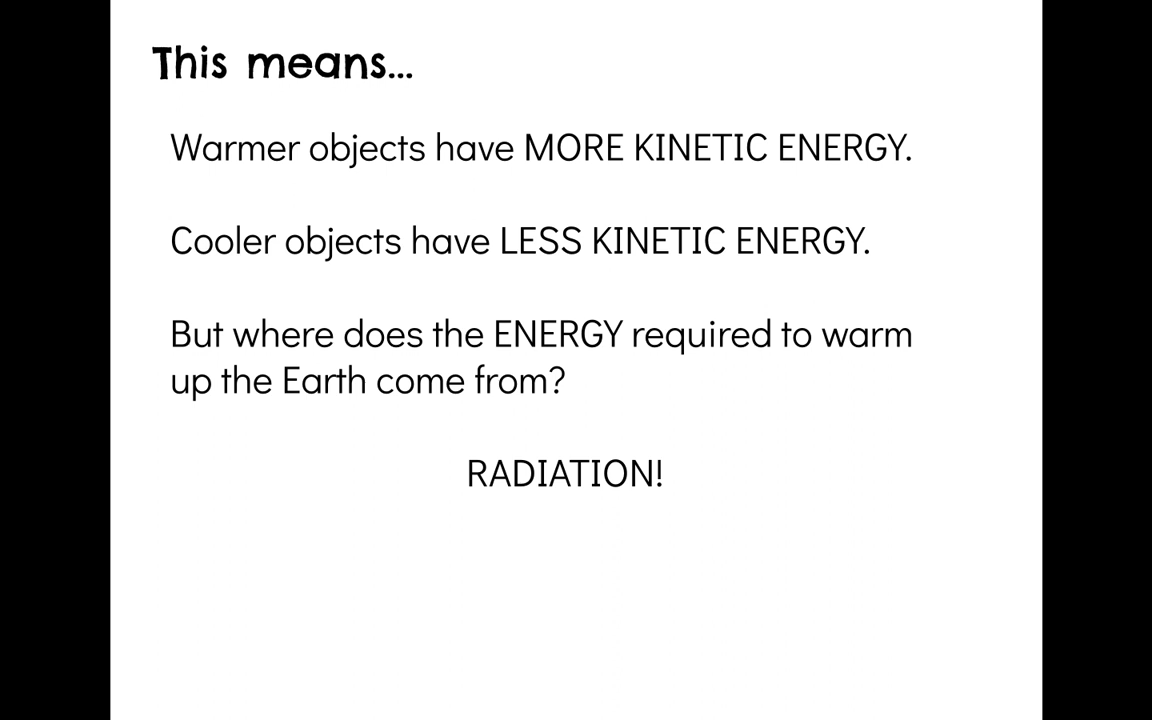 This means...
Warmer objects have MORE KINETIC ENERGY.
Cooler objects have LESS KINETIC ENERGY.
But where does the ENERGY required to warm
up the Earth come from?
RADIATION!